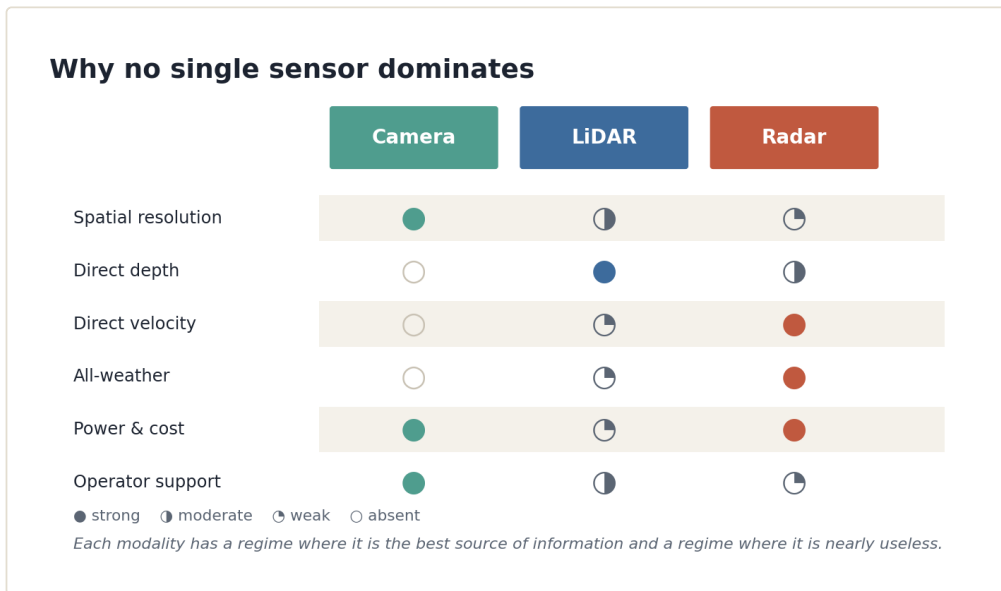 Why no single sensor dominates
Camera LiDAR Radar
Spatial resolution
Direct depth
Direct velocity
All-weather
Power & cost
Operator support
● strong ◑ moderate ◔ weak ○ absent
Each modality has a regime where it is the best source of information and a regime where it is nearly useless.